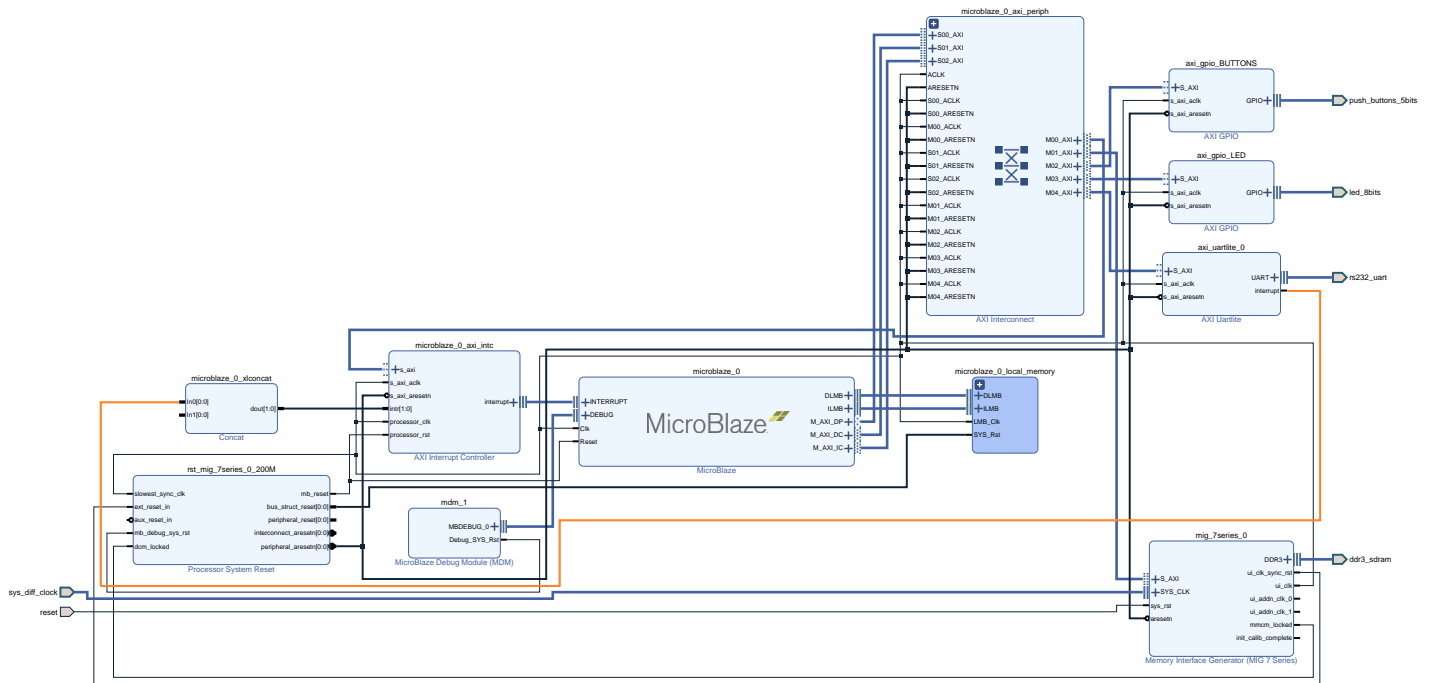 microblaze_0_axi_periph
S00_AXI
S01_AXI
S02_AXI
ACLK
ARESETN
S00_ACLK
S00_ARESETN
M00_ACLK
M00_ARESETN
S01_ACLK
S01_ARESETN
S02_ACLK
S02_ARESETN
M01_ACLK
M01_ARESETN
M02_ACLK
M02_ARESETN
M03_ACLK
M03_ARESETN
M04_ACLK
M04_ARESETN
M00_AXI
M01_AXI
M02_AXI
M03_AXI
M04_AXI
AXI Interconnect
axi_gpio_BUTTONS
S_AXI
s_axi_aclk
s_axi_aresetn
GPIO
AXI GPIO
push_buttons_5bits
axi_gpio_LED
S_AXI
s_axi_aclk
s_axi_aresetn
GPIO
AXI GPIO
led_8bits
axi_uartlite_0
S_AXI
s_axi_aclk
s_axi_aresetn
UART
interrupt
AXI Uartlite
rs232_uart
microblaze_0_axi_intc
s_axi
s_axi_aclk
s_axi_aresetn
intr[1:0]
processor_clk
processor_rst
interrupt
AXI Interrupt Controller
microblaze_0_xlconcat
In0[0:0]
In1[0:0]
dout[1:0]
Concat
microblaze_0
INTERRUPT
DEBUG
Clk
Reset
MicroBlaze
DLMB
ILMB
M_AXI_DP
M_AXI_DC
M_AXI_IC
MicroBlaze
microblaze_0_local_memory
DLMB
ILMB
LMB_Clk
SYS_Rst
rst_mig_7series_0_200M
slowest_sync_clk
ext_reset_in
aux_reset_in
mb_debug_sys_rst
dcm_locked
mb_reset
bus_struct_reset[0:0]
peripheral_reset[0:0]
interconnect_aresetn[0:0]
peripheral_aresetn[0:0]
Processor System Reset
mdm_1
MBDEBUG_0
Debug_SYS_Rst
MicroBlaze Debug Module (MDM)
mig_7series_0
S_AXI
SYS_CLK
sys_rst
aresetn
DDR3
ui_clk_sync_rst
ui_clk
ui_addn_clk_0
ui_addn_clk_1
mmcm_locked
init_calib_complete
Memory Interface Generator (MIG 7 Series)
ddr3_sdram
sys_diff_clock
reset